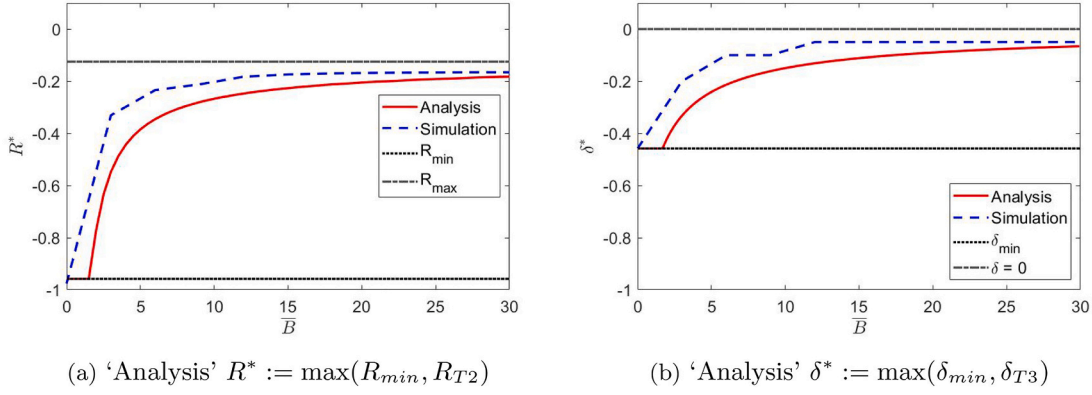 0
-0.2
-0.4
-0.6
-0.8
-1
R*
0 5 10 15 20 25 30
B̅
Analysis
Simulation
R_min
R_max
(a) ‘Analysis’ R* := max(R_min, R_T2)
0
-0.2
-0.4
-0.6
-0.8
-1
δ*
0 5 10 15 20 25 30
B̅
Analysis
Simulation
δ_min
δ = 0
(b) ‘Analysis’ δ* := max(δ_min, δ_T3)